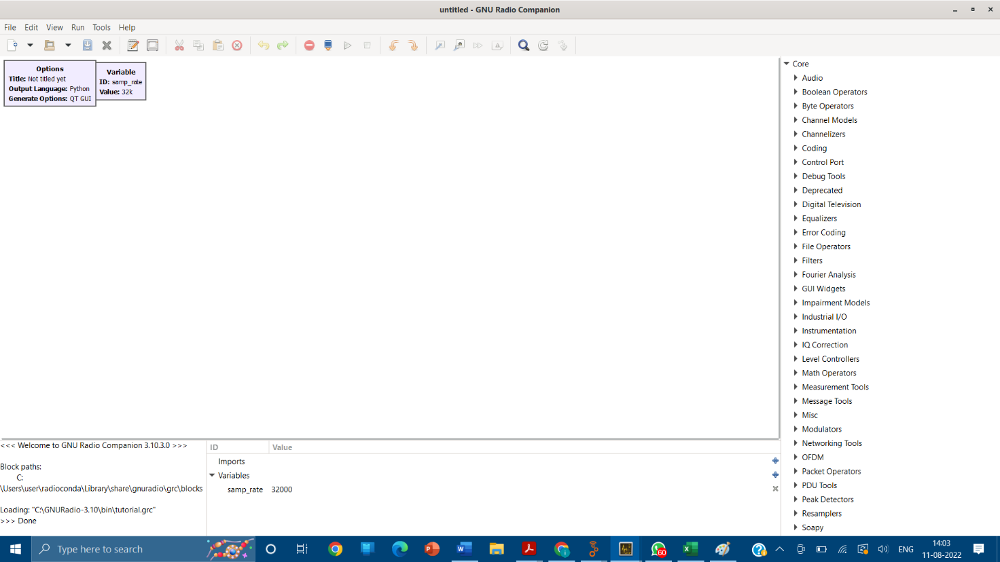 untitled - GNU Radio Companion
File Edit View Run Tools Help
Options
Title: Not titled yet
Output Language: Python
Generate Options: QT GUI
Variable
ID: samp_rate
Value: 32k
Core
Audio
Boolean Operators
Byte Operators
Channel Models
Channelizers
Coding
Control Port
Debug Tools
Deprecated
Digital Television
Equalizers
Error Coding
File Operators
Filters
Fourier Analysis
GUI Widgets
Impairment Models
Industrial I/O
Instrumentation
IQ Correction
Level Controllers
Math Operators
Measurement Tools
Message Tools
Misc
Modulators
Networking Tools
OFDM
Packet Operators
PDU Tools
Peak Detectors
Resamplers
Soapy
<<< Welcome to GNU Radio Companion 3.10.3.0 >>>
Block paths:
C:
\Users\user\radioconda\Library\share\gnuradio\grc\blocks
Loading: "C:\GNURadio-3.10\bin\tutorial.grc"
>>> Done
ID Value
Imports
Variables
samp_rate 32000
Type here to search
60
ENG
14:03
11-08-2022